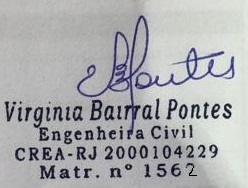 Virginia Bairral Pontes
Engenheira Civil
CREA-RJ 2000104229
Matr. nº 1562